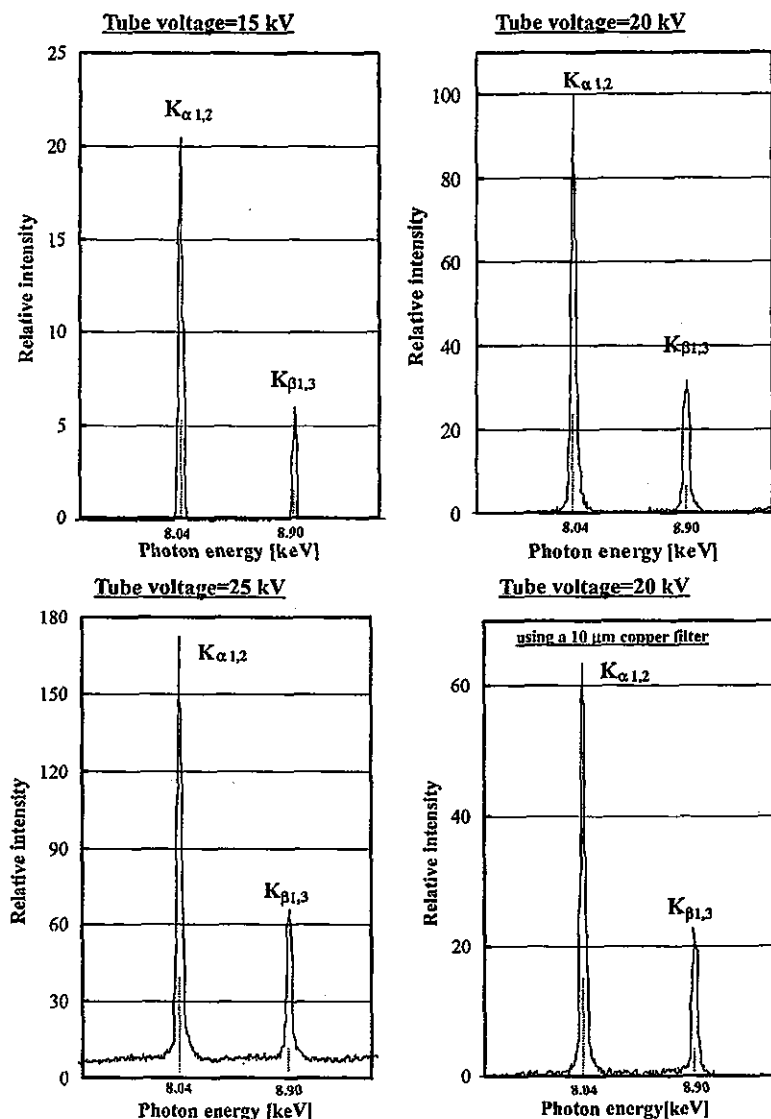 Tube voltage=15 kV
25
20
15
10
5
0
Relative intensity
Kα1,2
Kβ1,3
8.04
8.90
Photon energy [keV]
Tube voltage=20 kV
100
80
60
40
20
0
Relative intensity
Kα1,2
Kβ1,3
8.04
8.90
Photon energy [keV]
Tube voltage=25 kV
180
150
120
90
60
30
0
Relative intensity
Kα1,2
Kβ1,3
8.04
8.90
Photon energy [keV]
Tube voltage=20 kV
using a 10 μm copper filter
60
40
20
0
Relative intensity
Kα1,2
Kβ1,3
8.04
8.90
Photon energy[keV]